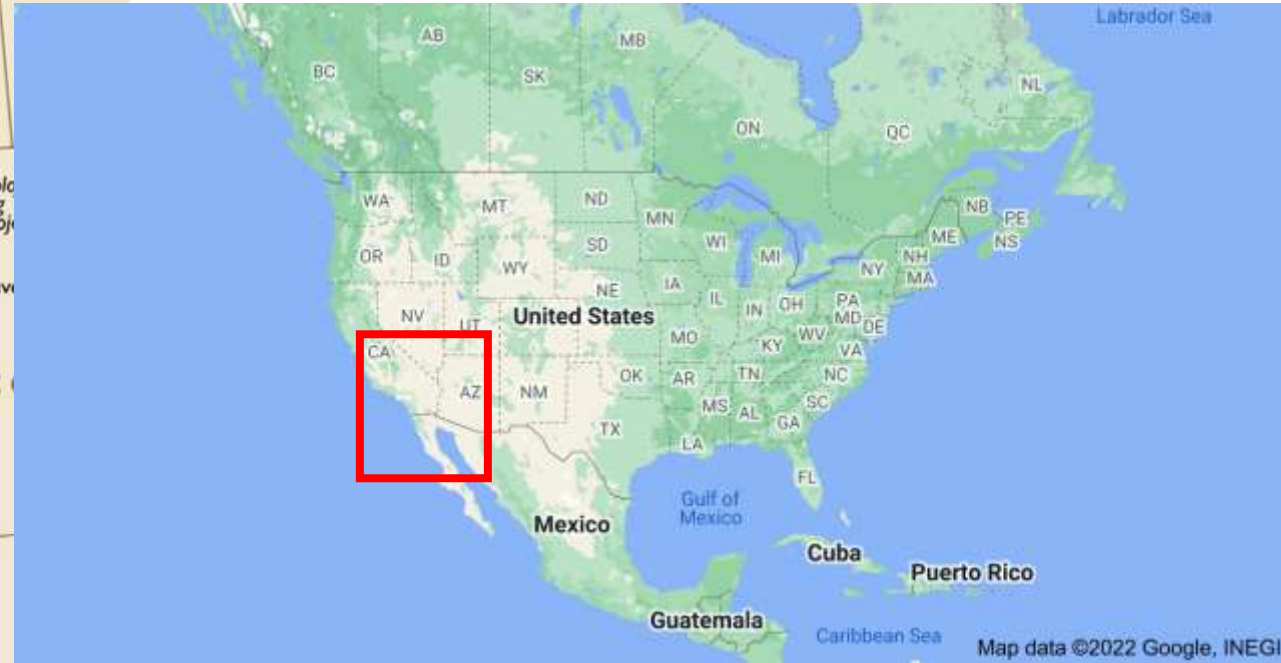 Labrador Sea
AB
MB
BC
SK
NL
ON
QC
WA
MT
ND
MN
NB
PE
ME
NS
OR
ID
SD
WI
MI
NH
NY
MA
WY
NE
IA
IL
IN
OH
PA
MD
DE
NV
UT
United States
MO
KY
WV
VA
CA
AZ
NM
OK
AR
TN
NC
MS
AL
SC
GA
TX
LA
FL
Gulf of
Mexico
Mexico
Cuba
Puerto Rico
Guatemala
Caribbean Sea
Map data ©2022 Google, INEGI